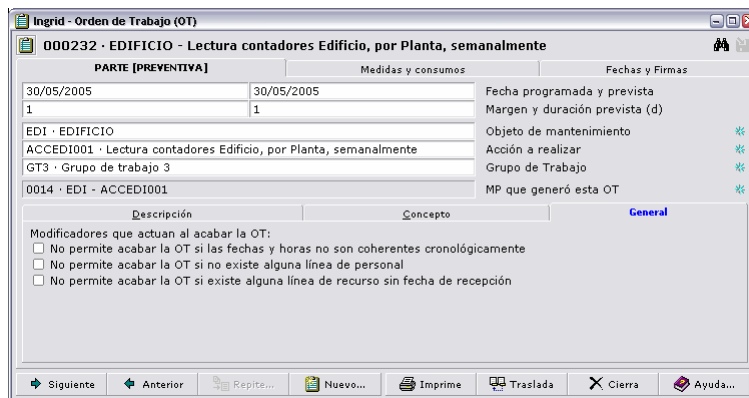 Ingrid - Orden de Trabajo (OT)
000232 · EDIFICIO - Lectura contadores Edificio, por Planta, semanalmente
PARTE [PREVENTIVA] Medidas y consumos Fechas y Firmas
30/05/2005 30/05/2005 Fecha programada y prevista
1 1 Margen y duración prevista (d)
EDI · EDIFICIO Objeto de mantenimiento
ACCEDI001 · Lectura contadores Edificio, por Planta, semanalmente Acción a realizar
GT3 · Grupo de trabajo 3 Grupo de Trabajo
0014 · EDI - ACCEDI001 MP que generó esta OT
Descripción Concepto General
Modificadores que actuan al acabar la OT:
No permite acabar la OT si las fechas y horas no son coherentes cronológicamente
No permite acabar la OT si no existe alguna línea de personal
No permite acabar la OT si existe alguna línea de recurso sin fecha de recepción
Siguiente Anterior Repite... Nuevo... Imprime Traslada Cierra Ayuda...